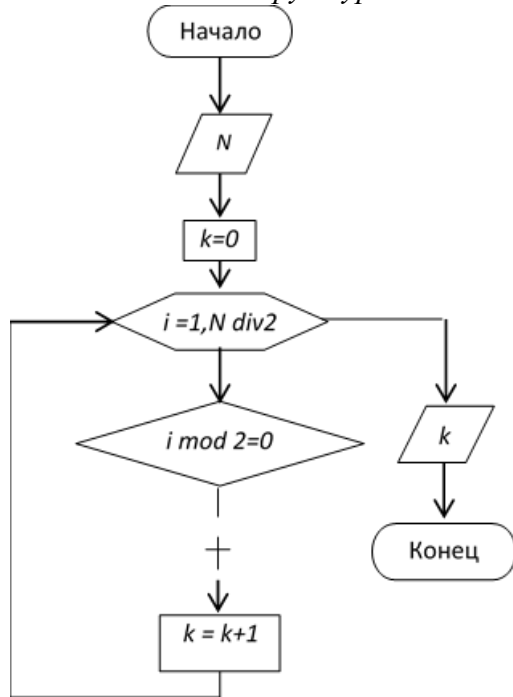 Начало
N
k=0
i =1,N div2
i mod 2=0
k
+
Конец
k = k+1